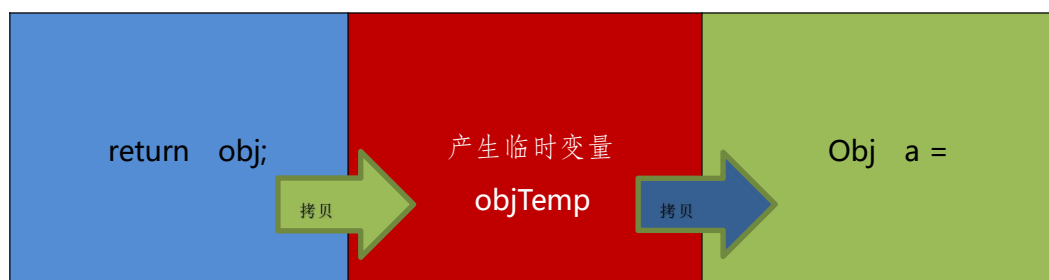 return obj;
拷贝
产生临时变量
objTemp
拷贝
Obj a =